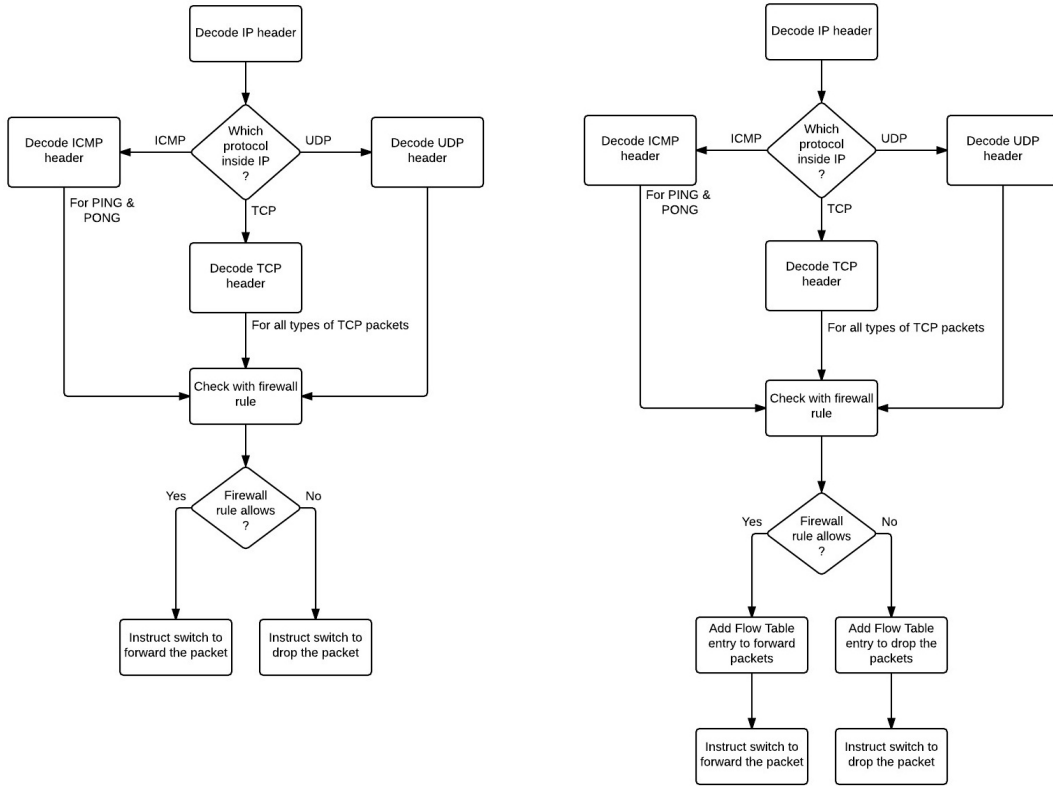 Decode IP header
Which
protocol
inside IP
?
ICMP
UDP
Decode ICMP
header
Decode UDP
header
For PING &
PONG
TCP
Decode TCP
header
For all types of TCP packets
Check with firewall
rule
Firewall
rule allows
?
Yes
No
Instruct switch to
forward the packet
Instruct switch to
drop the packet
Decode IP header
Which
protocol
inside IP
?
ICMP
UDP
Decode ICMP
header
Decode UDP
header
For PING &
PONG
TCP
Decode TCP
header
For all types of TCP packets
Check with firewall
rule
Firewall
rule allows
?
Yes
No
Add Flow Table
entry to forward
packets
Add Flow Table
entry to drop the
packets
Instruct switch to
forward the packet
Instruct switch to
drop the packet